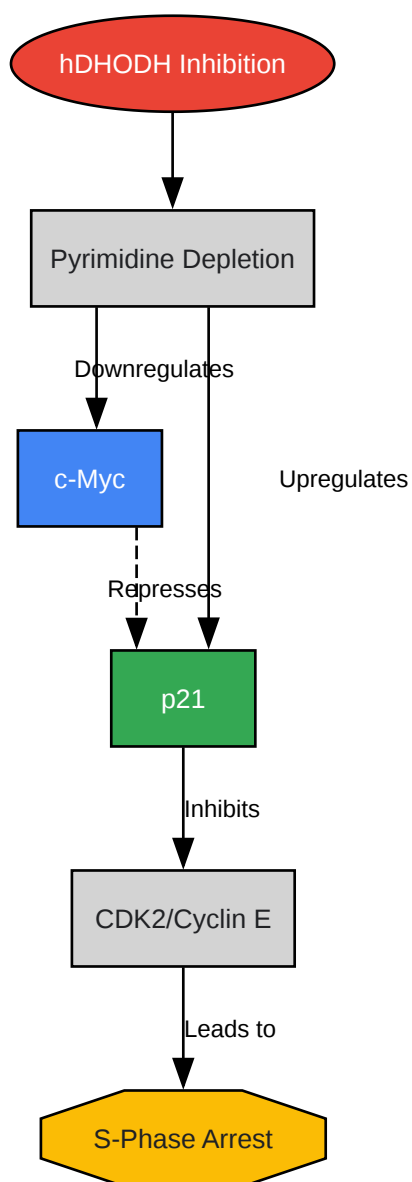 hDHODH Inhibition
Pyrimidine Depletion
Downregulates
c-Myc
Upregulates
Represses
p21
Inhibits
CDK2/Cyclin E
Leads to
S-Phase Arrest